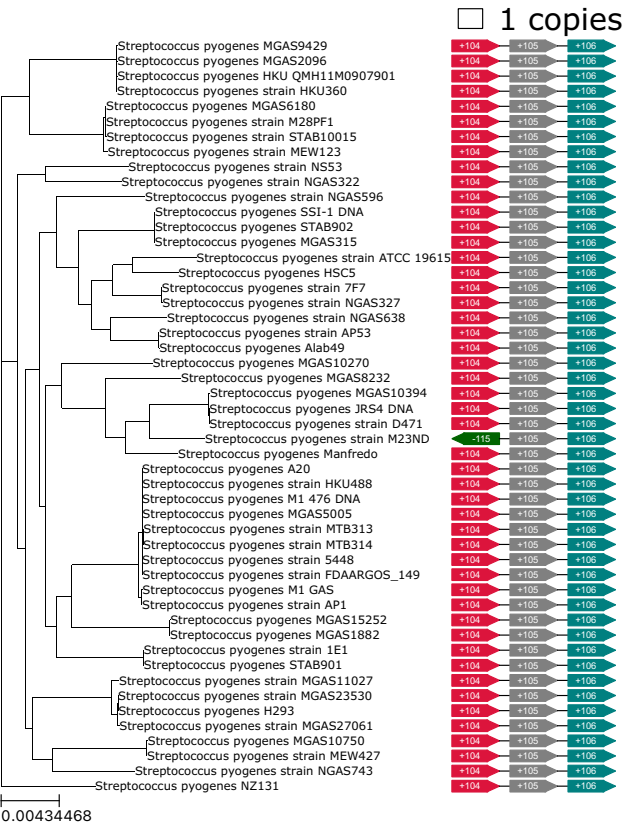 1 copies
Streptococcus pyogenes MGAS9429 +104 +105 +106
Streptococcus pyogenes MGAS2096 +104 +105 +106
Streptococcus pyogenes HKU QMH11M0907901 +104 +105 +106
Streptococcus pyogenes strain HKU360 +104 +105 +106
Streptococcus pyogenes MGAS6180 +104 +105 +106
Streptococcus pyogenes strain M28PF1 +104 +105 +106
Streptococcus pyogenes strain STAB10015 +104 +105 +106
Streptococcus pyogenes strain MEW123 +104 +105 +106
Streptococcus pyogenes strain NS53 +104 +105 +106
Streptococcus pyogenes strain NGAS322 +104 +105 +106
Streptococcus pyogenes strain NGAS596 +104 +105 +106
Streptococcus pyogenes SSI-1 DNA +104 +105 +106
Streptococcus pyogenes STAB902 +104 +105 +106
Streptococcus pyogenes MGAS315 +104 +105 +106
Streptococcus pyogenes strain ATCC 19615 +104 +105 +106
Streptococcus pyogenes HSC5 +104 +105 +106
Streptococcus pyogenes strain 7F7 +104 +105 +106
Streptococcus pyogenes strain NGAS327 +104 +105 +106
Streptococcus pyogenes strain NGAS638 +104 +105 +106
Streptococcus pyogenes strain AP53 +104 +105 +106
Streptococcus pyogenes Alab49 +104 +105 +106
Streptococcus pyogenes MGAS10270 +104 +105 +106
Streptococcus pyogenes MGAS8232 +104 +105 +106
Streptococcus pyogenes MGAS10394 +104 +105 +106
Streptococcus pyogenes JRS4 DNA +104 +105 +106
Streptococcus pyogenes strain D471 +104 +105 +106
Streptococcus pyogenes strain M23ND -115 +105 +106
Streptococcus pyogenes Manfredo +104 +105 +106
Streptococcus pyogenes A20 +104 +105 +106
Streptococcus pyogenes strain HKU488 +104 +105 +106
Streptococcus pyogenes M1 476 DNA +104 +105 +106
Streptococcus pyogenes MGAS5005 +104 +105 +106
Streptococcus pyogenes strain MTB313 +104 +105 +106
Streptococcus pyogenes strain MTB314 +104 +105 +106
Streptococcus pyogenes strain 5448 +104 +105 +106
Streptococcus pyogenes strain FDAARGOS_149 +104 +105 +106
Streptococcus pyogenes M1 GAS +104 +105 +106
Streptococcus pyogenes strain AP1 +104 +105 +106
Streptococcus pyogenes MGAS15252 +104 +105 +106
Streptococcus pyogenes MGAS1882 +104 +105 +106
Streptococcus pyogenes strain 1E1 +104 +105 +106
Streptococcus pyogenes STAB901 +104 +105 +106
Streptococcus pyogenes strain MGAS11027 +104 +105 +106
Streptococcus pyogenes strain MGAS23530 +104 +105 +106
Streptococcus pyogenes H293 +104 +105 +106
Streptococcus pyogenes strain MGAS27061 +104 +105 +106
Streptococcus pyogenes MGAS10750 +104 +105 +106
Streptococcus pyogenes strain MEW427 +104 +105 +106
Streptococcus pyogenes strain NGAS743 +104 +105 +106
Streptococcus pyogenes NZ131 +104 +105 +106
0.00434468